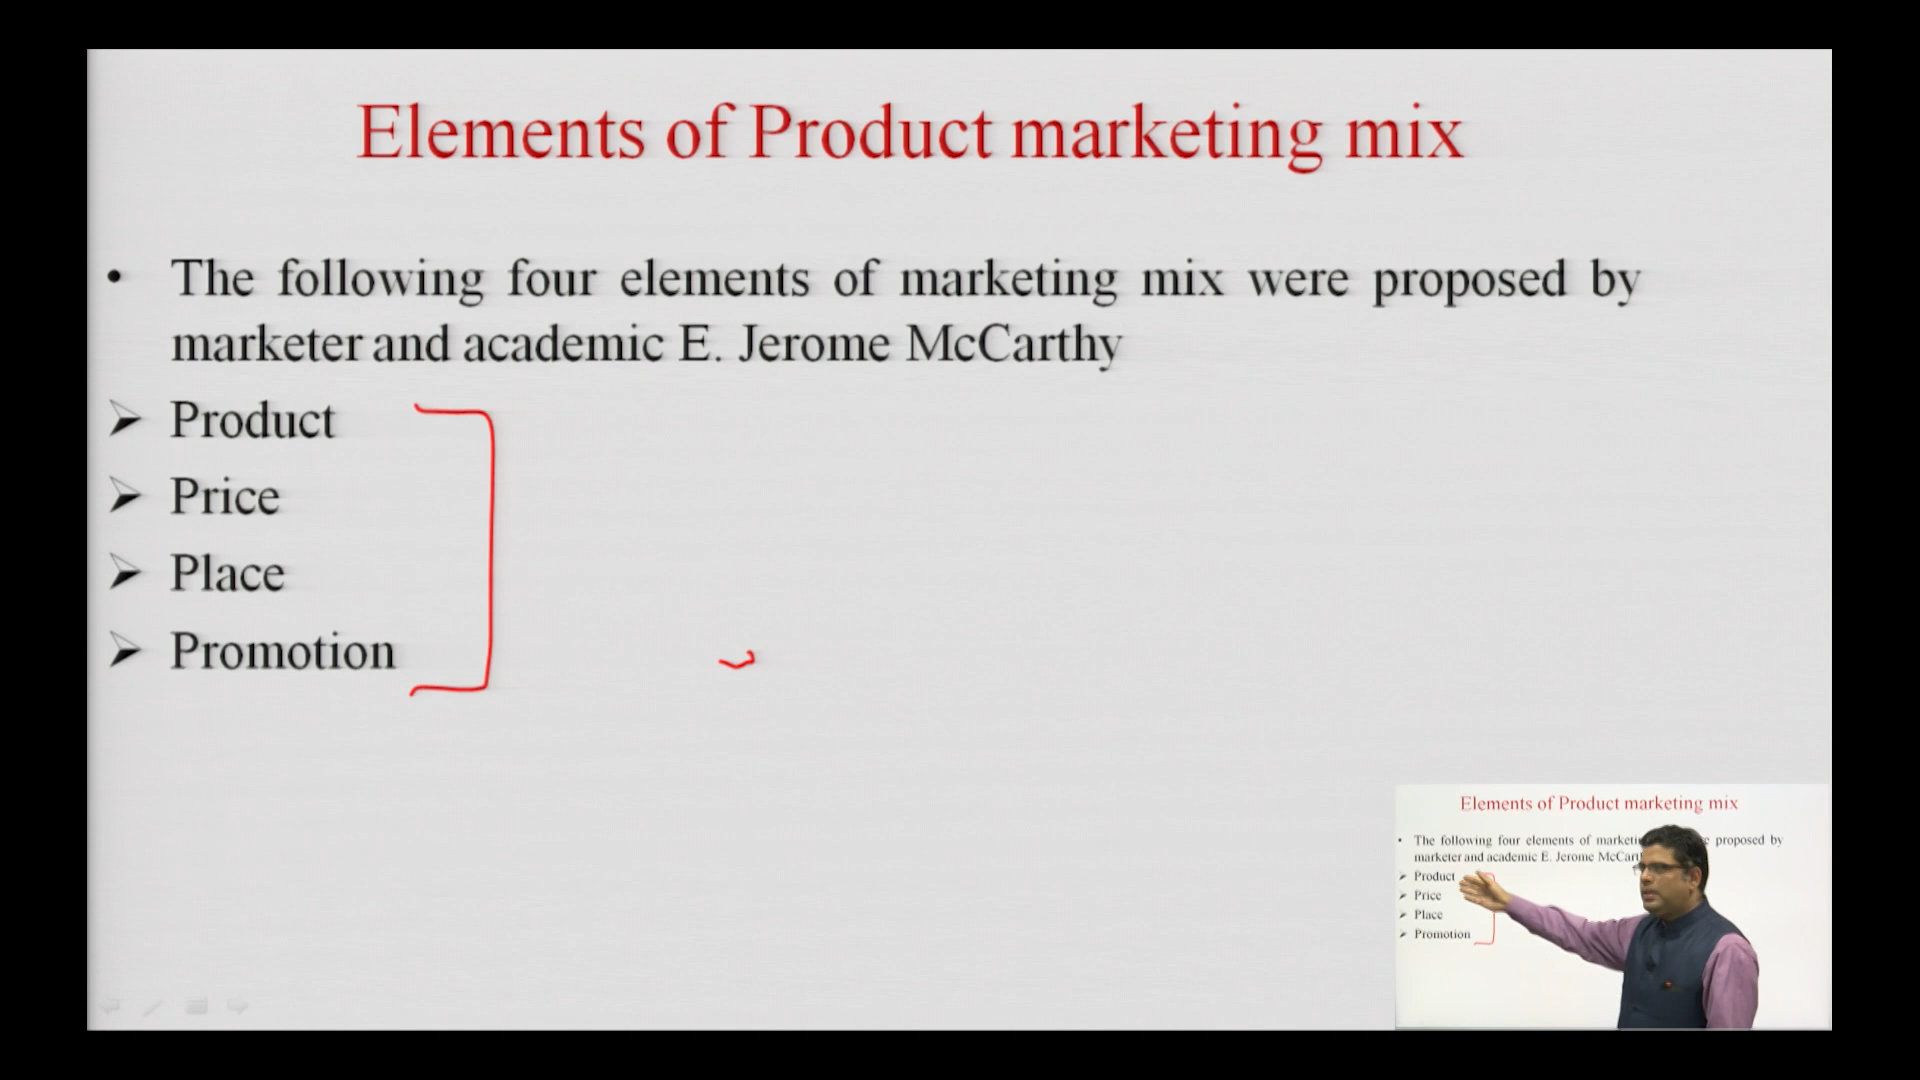 Elements of Product marketing mix
• The following four elements of marketing mix were proposed by
marketer and academic E. Jerome McCarthy
➢ Product
➢ Price
➢ Place
➢ Promotion
Elements of Product marketing mix
• The following four elements of proposed by
marketer and academic E. Jerome
➢ Product
➢ Price
➢ Place
➢ Promotion